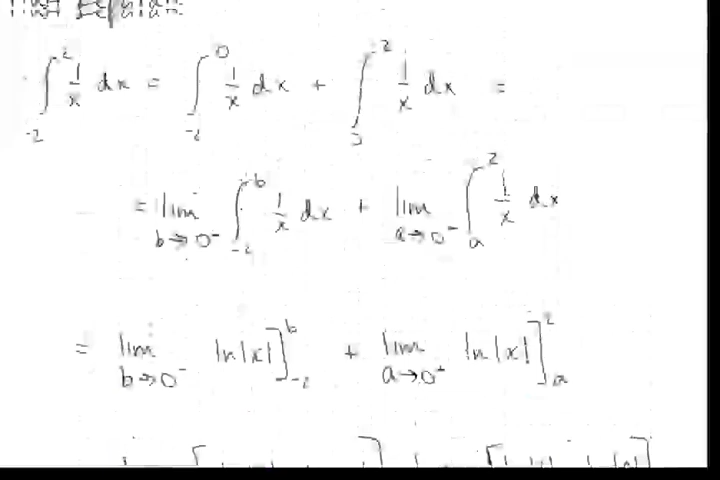 ∫_{-2}^{2} 1/x dx = ∫_{-2}^{0} 1/x dx + ∫_{0}^{2} 1/x dx =
= lim_{b→0⁻} ∫_{-2}^{b} 1/x dx + lim_{a→0⁻} ∫_{a}^{2} 1/x dx
= lim_{b→0⁻} ln|x|]_{-2}^{b} + lim_{a→0⁺} ln|x|]_{a}^{2}